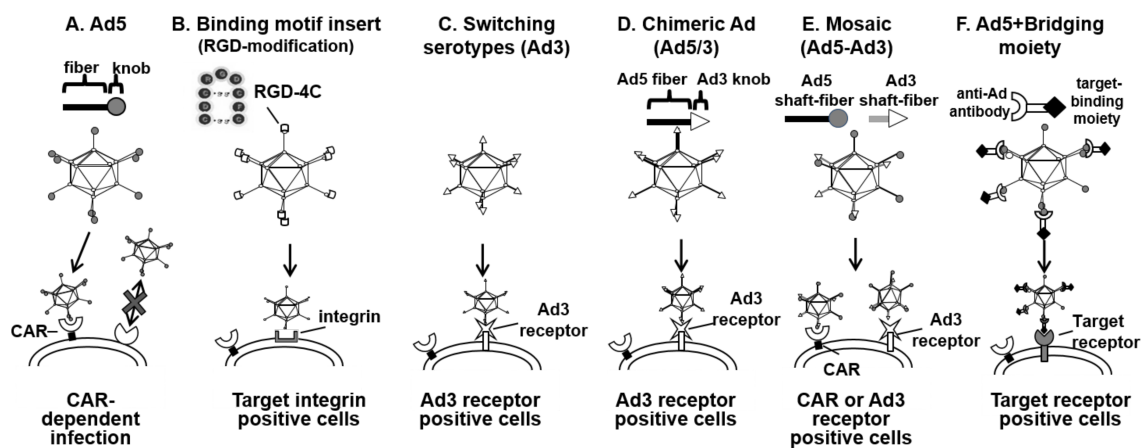 A. Ad5
fiber knob
CAR
CAR-
dependent
infection
B. Binding motif insert
(RGD-modification)
RGD-4C
integrin
Target integrin
positive cells
C. Switching
serotypes (Ad3)
Ad3
receptor
Ad3 receptor
positive cells
D. Chimeric Ad
(Ad5/3)
Ad5 fiber Ad3 knob
Ad3
receptor
Ad3 receptor
positive cells
E. Mosaic
(Ad5-Ad3)
Ad5
shaft-fiber
Ad3
shaft-fiber
Ad3
receptor
CAR
CAR or Ad3
receptor
positive cells
F. Ad5+Bridging
moiety
anti-Ad
antibody
target-
binding
moiety
Target
receptor
Target receptor
positive cells